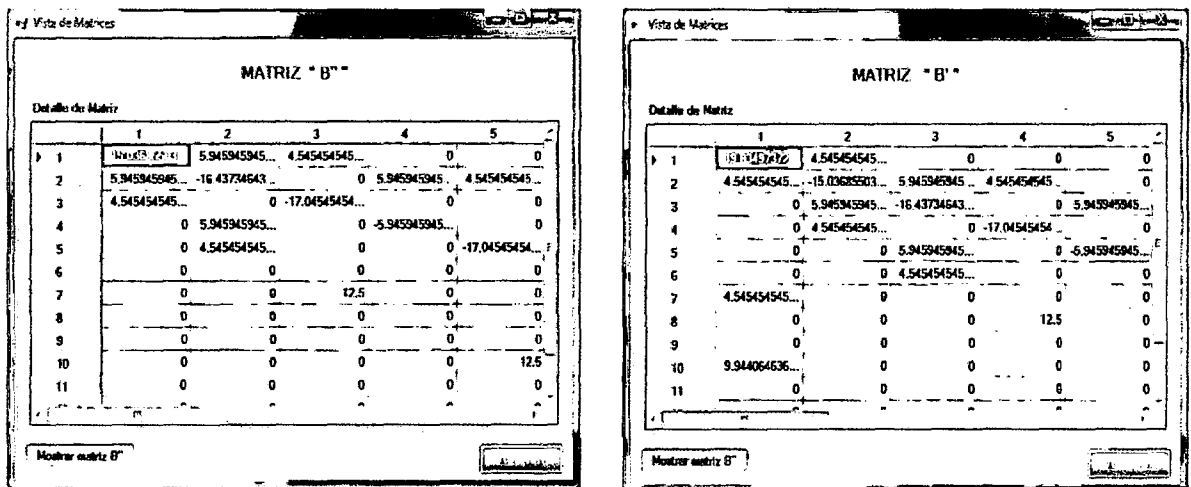 Vista de Matrices
MATRIZ " B" "
Detalle de Matriz
1 2 3 4 5
1 5.945945945... 4.545454545... 0 0
2 5.945945945... -16.43734643... 0 5.945945945... 4.545454545...
3 4.545454545... 0 -17.04545454... 0 0
4 0 5.945945945... 0 -5.945945945... 0
5 0 4.545454545... 0 0 -17.04545454...
6 0 0 0 0 0
7 0 0 12.5 0 0
8 0 0 0 0 0
9 0 0 0 0 0
10 0 0 0 0 12.5
11 0 0 0 0 0
Mostrar matriz B"
Vista de Matrices
MATRIZ " B' "
Detalle de Matriz
1 2 3 4 5
1 4.545454545... 0 0 0
2 4.545454545... -15.03685503... 5.945945945... 4.545454545... 0
3 0 5.945945945... -16.43734643... 0 5.945945945...
4 0 4.545454545... 0 -17.04545454... 0
5 0 0 5.945945945... 0 -5.945945945...
6 0 0 4.545454545... 0 0
7 4.545454545... 0 0 0 0
8 0 0 0 12.5 0
9 0 0 0 0 0
10 9.944064636... 0 0 0 0
11 0 0 0 0 0
Mostrar matriz B"